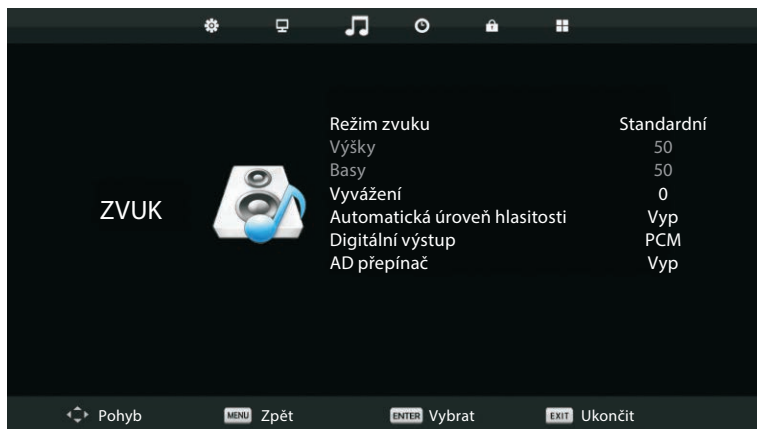 ZVUK
Režim zvuku Standardní
Výšky 50
Basy 50
Vyvážení 0
Automatická úroveň hlasitosti Vyp
Digitální výstup PCM
AD přepínač Vyp
Pohyb MENU Zpět ENTER Vybrat EXIT Ukončit